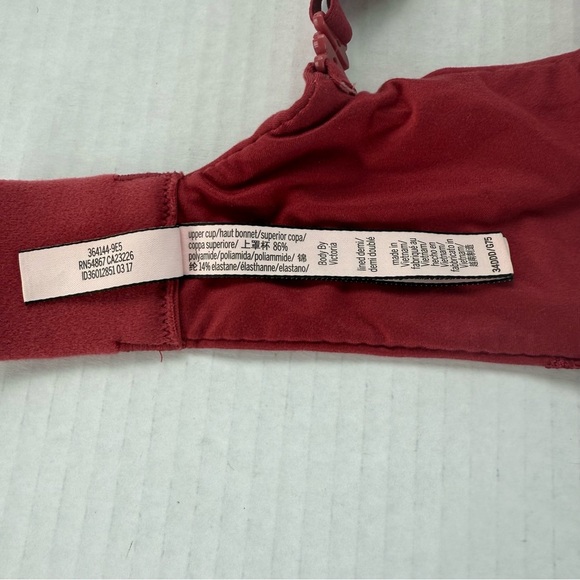 364144-9E5
RN54867 CA23226
ID36012851 03 17
upper cup/haut bonnet/superior copa/
coppa superiore/ 上罩杯 86%
polyamide/poliamida/poliammide/ 锦
纶 14% elastane/élasthanne/elastano/
Body By
Victoria
lined demi/
demi doublé
made in
Vietnam/
fabriqué au
Vietnam/
hecho en
Vietnam/
fabbricato in
Vietnam/
越南制造
34DDD/G75